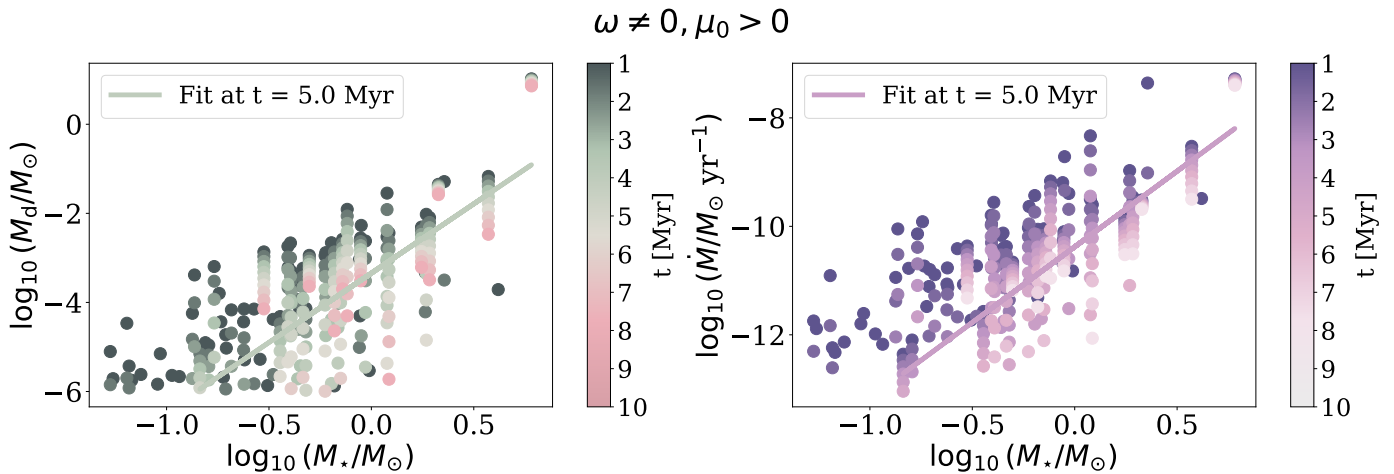 ω ≠ 0, μ₀ > 0
Fit at t = 5.0 Myr
log₁₀ (M_d/M_⊙)
0
−2
−4
−6
−1.0 −0.5 0.0 0.5
log₁₀ (M_⋆/M_⊙)
1
2
3
4
5
6
7
8
9
10
t [Myr]
Fit at t = 5.0 Myr
log₁₀ (Ṁ/M_⊙ yr⁻¹)
−8
−10
−12
−1.0 −0.5 0.0 0.5
log₁₀ (M_⋆/M_⊙)
1
2
3
4
5
6
7
8
9
10
t [Myr]